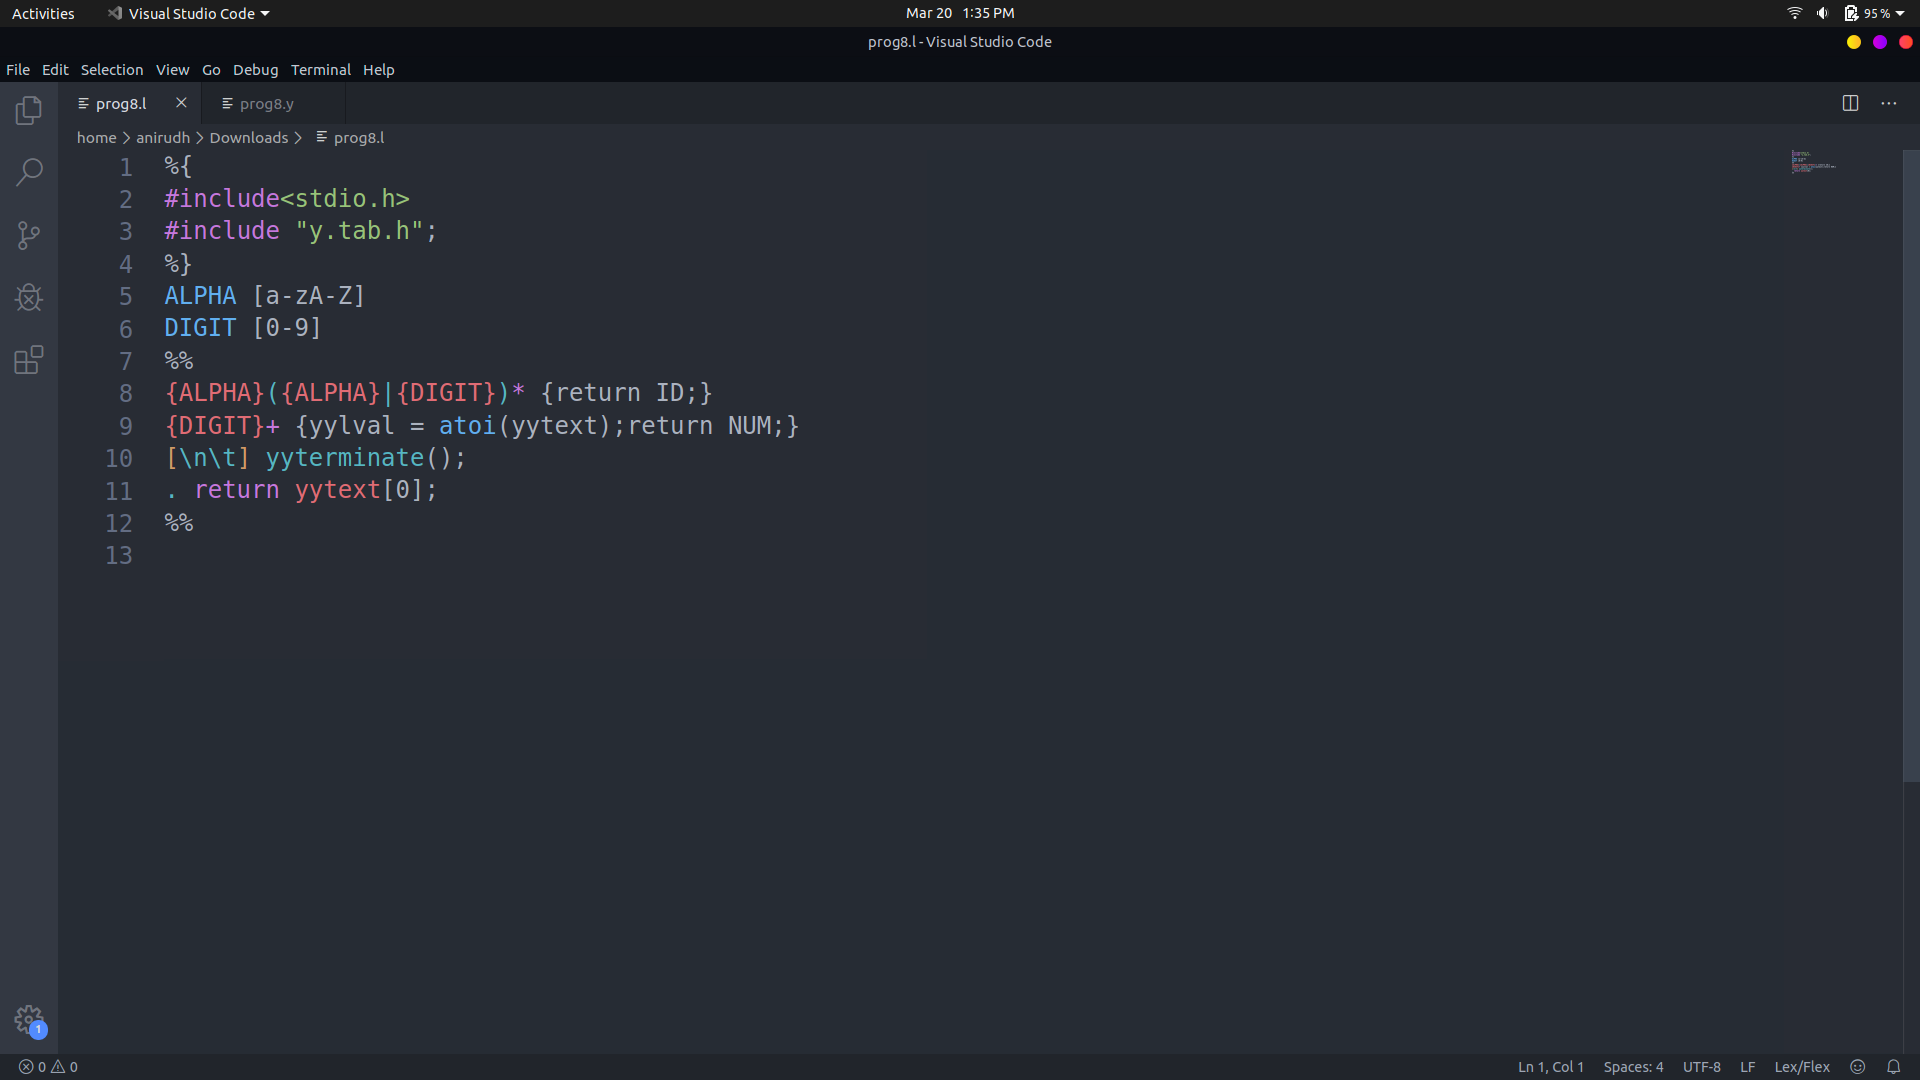 Activities Visual Studio Code Mar 20 1:35 PM 95%
prog8.l - Visual Studio Code
File Edit Selection View Go Debug Terminal Help
prog8.l prog8.y
home > anirudh > Downloads > prog8.l
1 %{
2 #include<stdio.h>
3 #include "y.tab.h";
4 %}
5 ALPHA [a-zA-Z]
6 DIGIT [0-9]
7 %%
8 {ALPHA}({ALPHA}|{DIGIT})* {return ID;}
9 {DIGIT}+ {yylval = atoi(yytext);return NUM;}
10 [\n\t] yyterminate();
11 . return yytext[0];
12 %%
13
1
0 0 Ln 1, Col 1 Spaces: 4 UTF-8 LF Lex/Flex